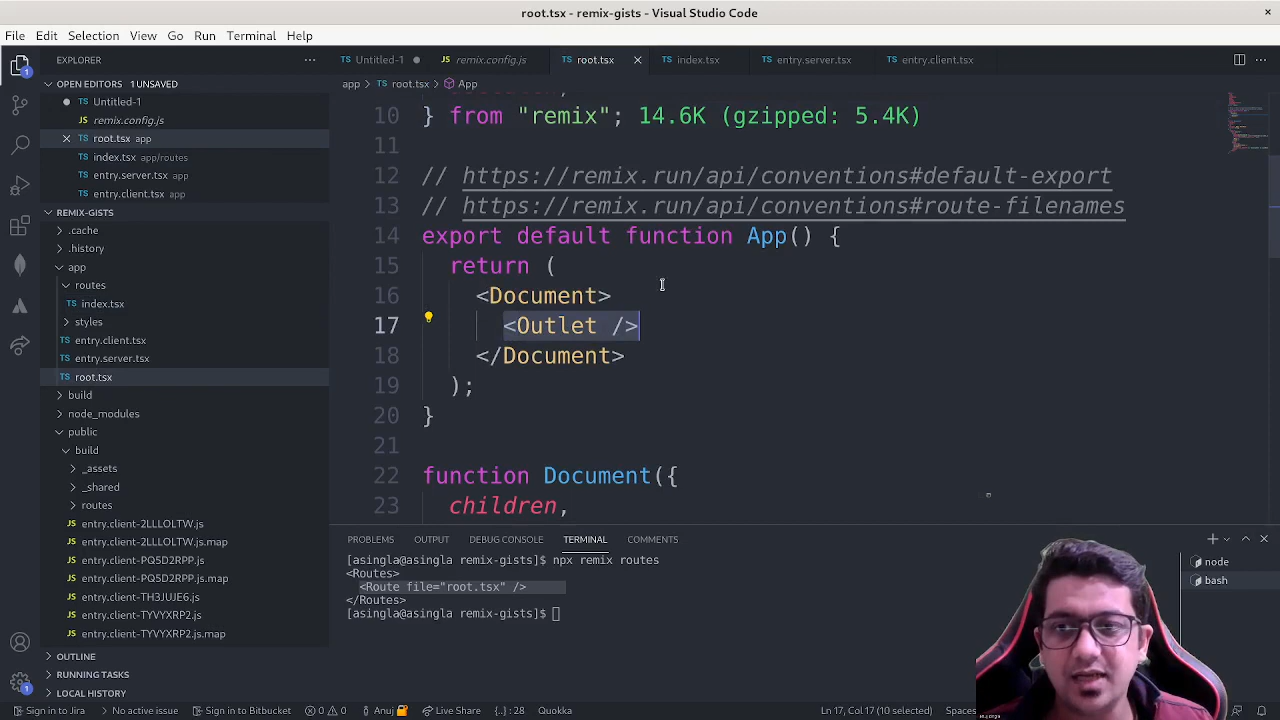 root.tsx - remix-gists - Visual Studio Code
File Edit Selection View Go Run Terminal Help
EXPLORER
Untitled-1 remix.config.js root.tsx index.tsx entry.server.tsx entry.client.tsx
OPEN EDITORS 1 UNSAVED
Untitled-1
remix.config.js
root.tsx app
index.tsx app/routes
entry.server.tsx app
entry.client.tsx app
REMIX-GISTS
.cache
.history
app
routes
index.tsx
styles
entry.client.tsx
entry.server.tsx
root.tsx
build
node_modules
public
build
_assets
_shared
routes
entry.client-2LLLOLTW.js
entry.client-2LLLOLTW.js.map
entry.client-PQ5D2RPP.js
entry.client-PQ5D2RPP.js.map
entry.client-TH3JUJE6.js
entry.client-TYVYXRP2.js
entry.client-TYVYXRP2.js.map
OUTLINE
RUNNING TASKS
LOCAL HISTORY
app > root.tsx > App
10 } from "remix"; 14.6K (gzipped: 5.4K)
11
12 // https://remix.run/api/conventions#default-export
13 // https://remix.run/api/conventions#route-filenames
14 export default function App() {
15 return (
16 <Document>
17 <Outlet />
18 </Document>
19 );
20 }
21
22 function Document({
23 children,
PROBLEMS OUTPUT DEBUG CONSOLE TERMINAL COMMENTS
[asingla@asingla remix-gists]$ npx remix routes
<Routes>
<Route file="root.tsx" />
</Routes>
[asingla@asingla remix-gists]$
node
bash
1
1
Sign in to Jira No active issue Sign in to Bitbucket 0 0 Anuj Live Share {..} : 28 Quokka Ln 17, Col 17 (10 selected) Spaces